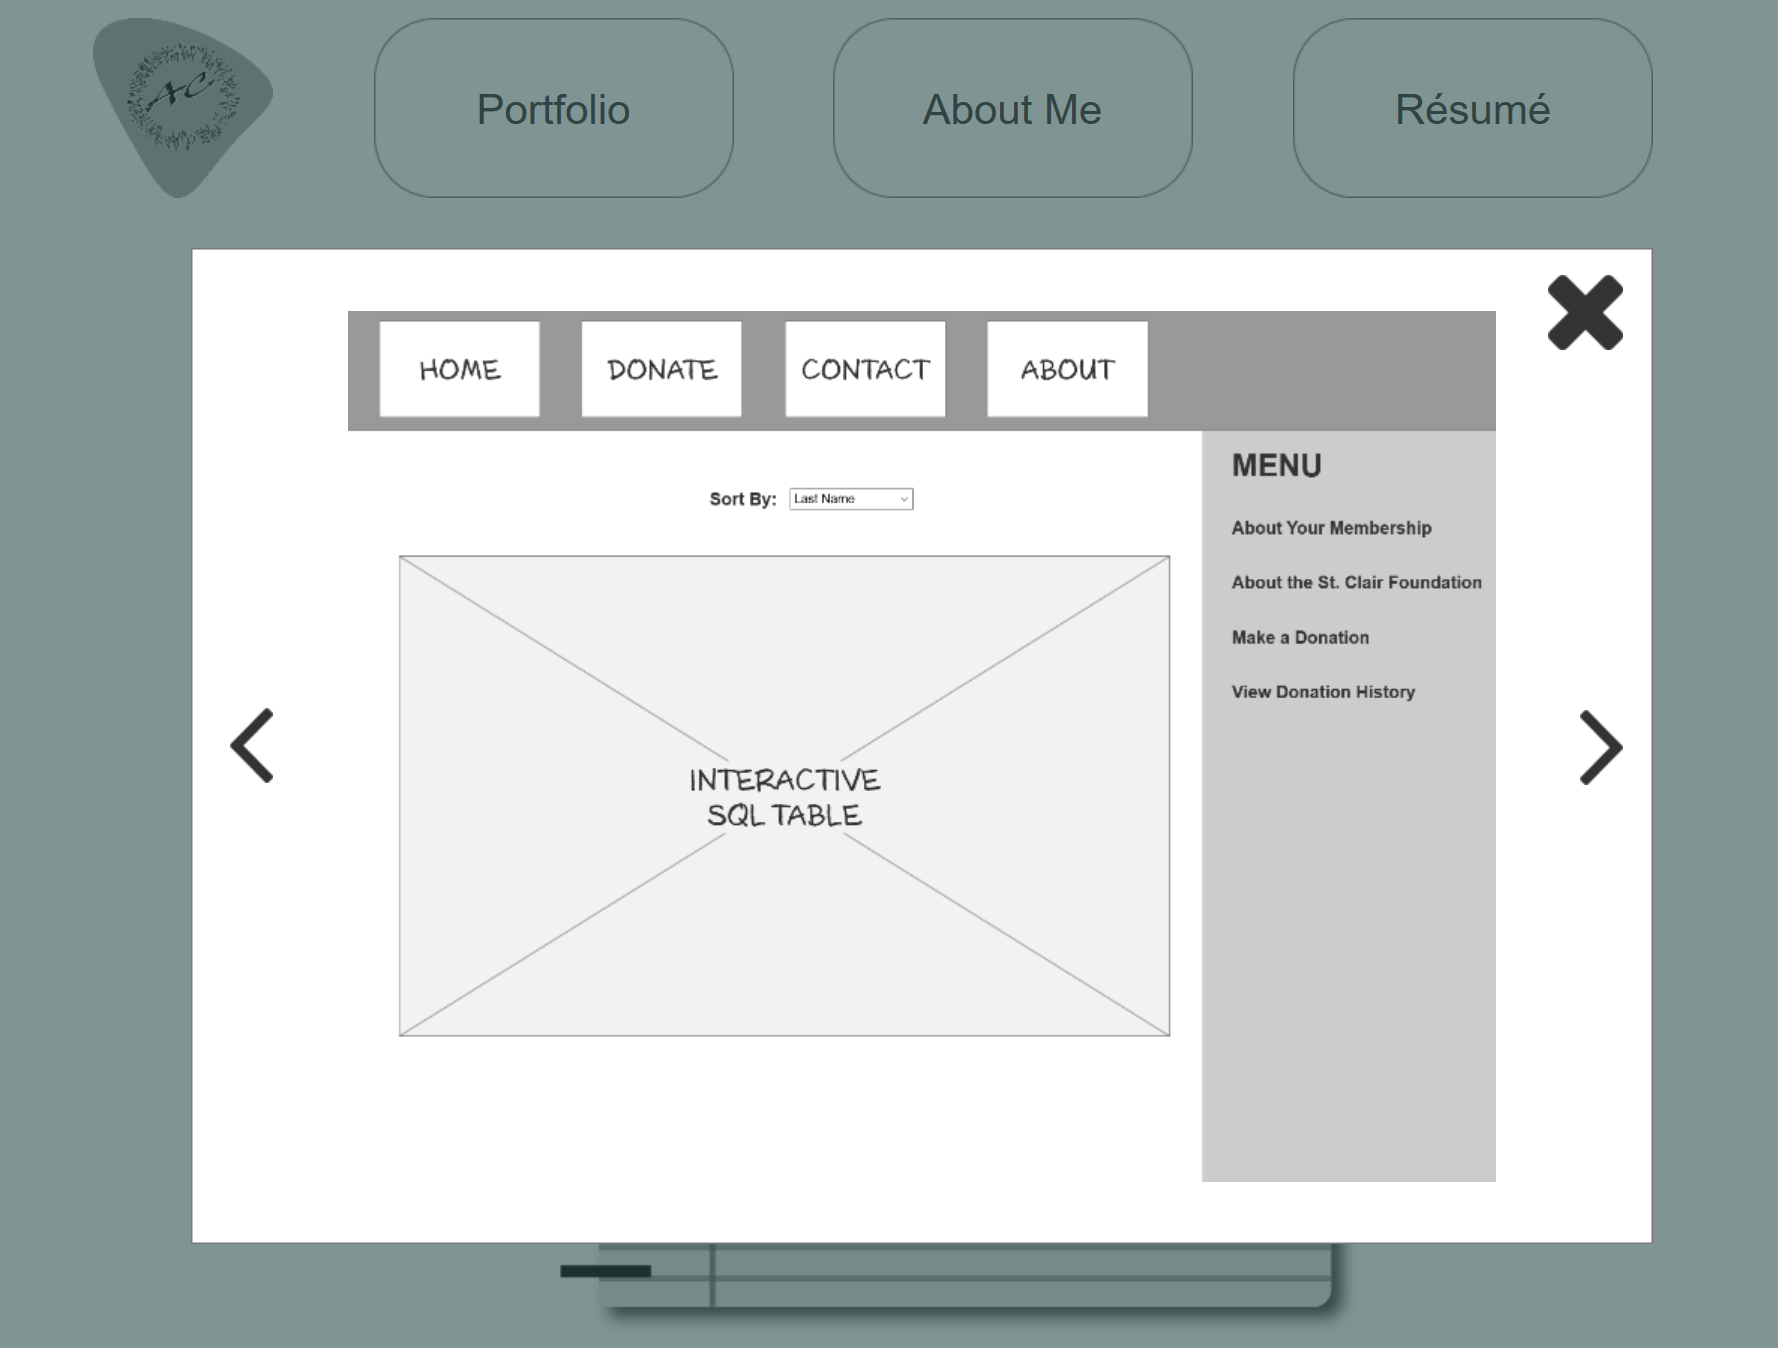 AC
Portfolio
About Me
Résumé
HOME
DONATE
CONTACT
ABOUT
Sort By: Last Name
INTERACTIVE
SQL TABLE
MENU
About Your Membership
About the St. Clair Foundation
Make a Donation
View Donation History